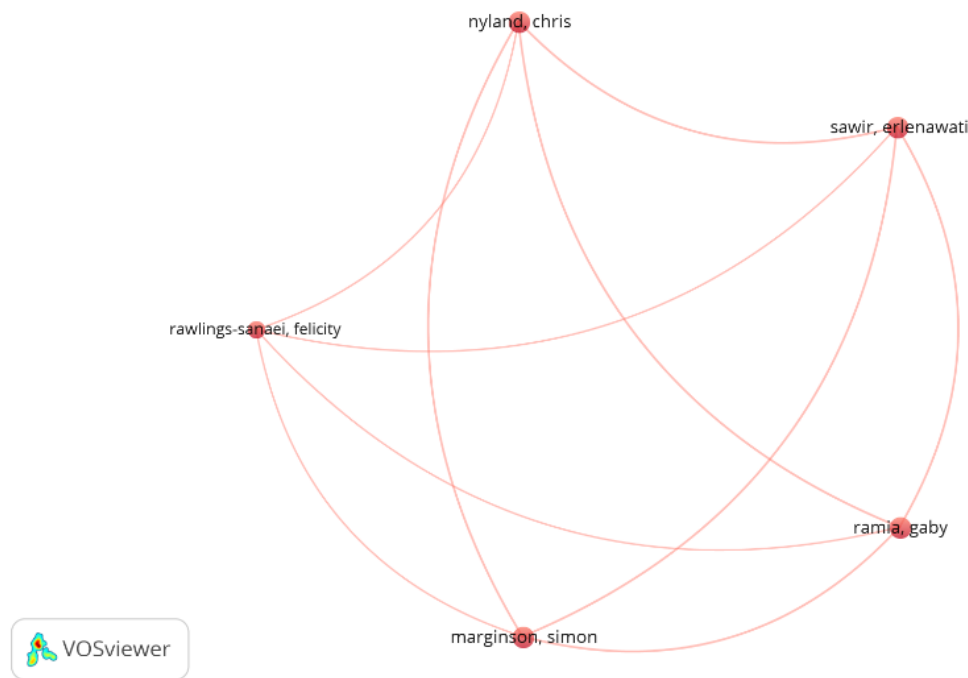 nyland, chris
sawir, erlenawati
rawlings-sanaei, felicity
ramia, gaby
marginson, simon
VOSviewer